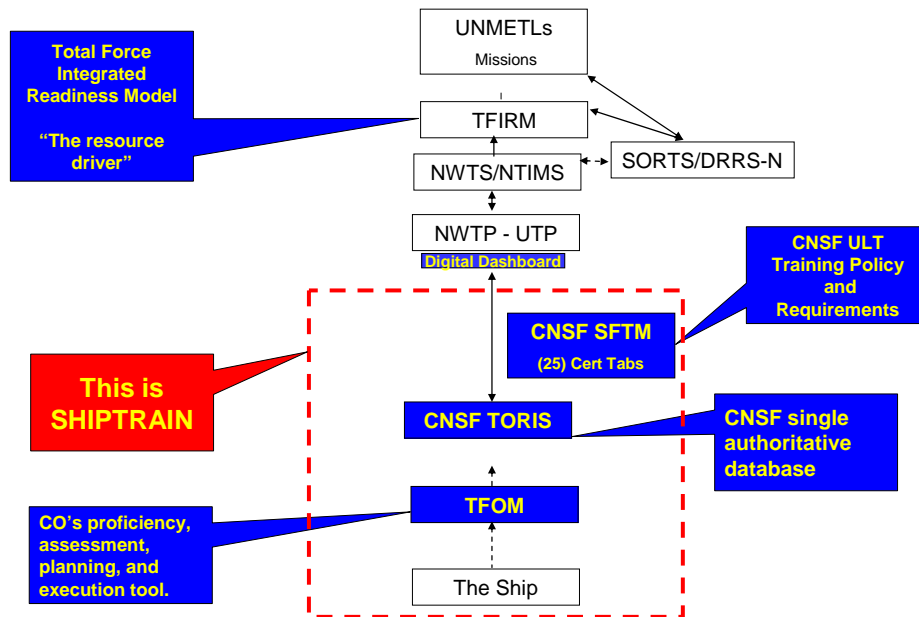 UNMETLs
Missions
Total Force
Integrated
Readiness Model
“The resource
driver”
TFIRM
SORTS/DRRS-N
NWTS/NTIMS
NWTP - UTP
Digital Dashboard
CNSF ULT
Training Policy
and
Requirements
CNSF SFTM
(25) Cert Tabs
This is
SHIPTRAIN
CNSF TORIS
CNSF single
authoritative
database
TFOM
CO’s proficiency,
assessment,
planning, and
execution tool.
The Ship